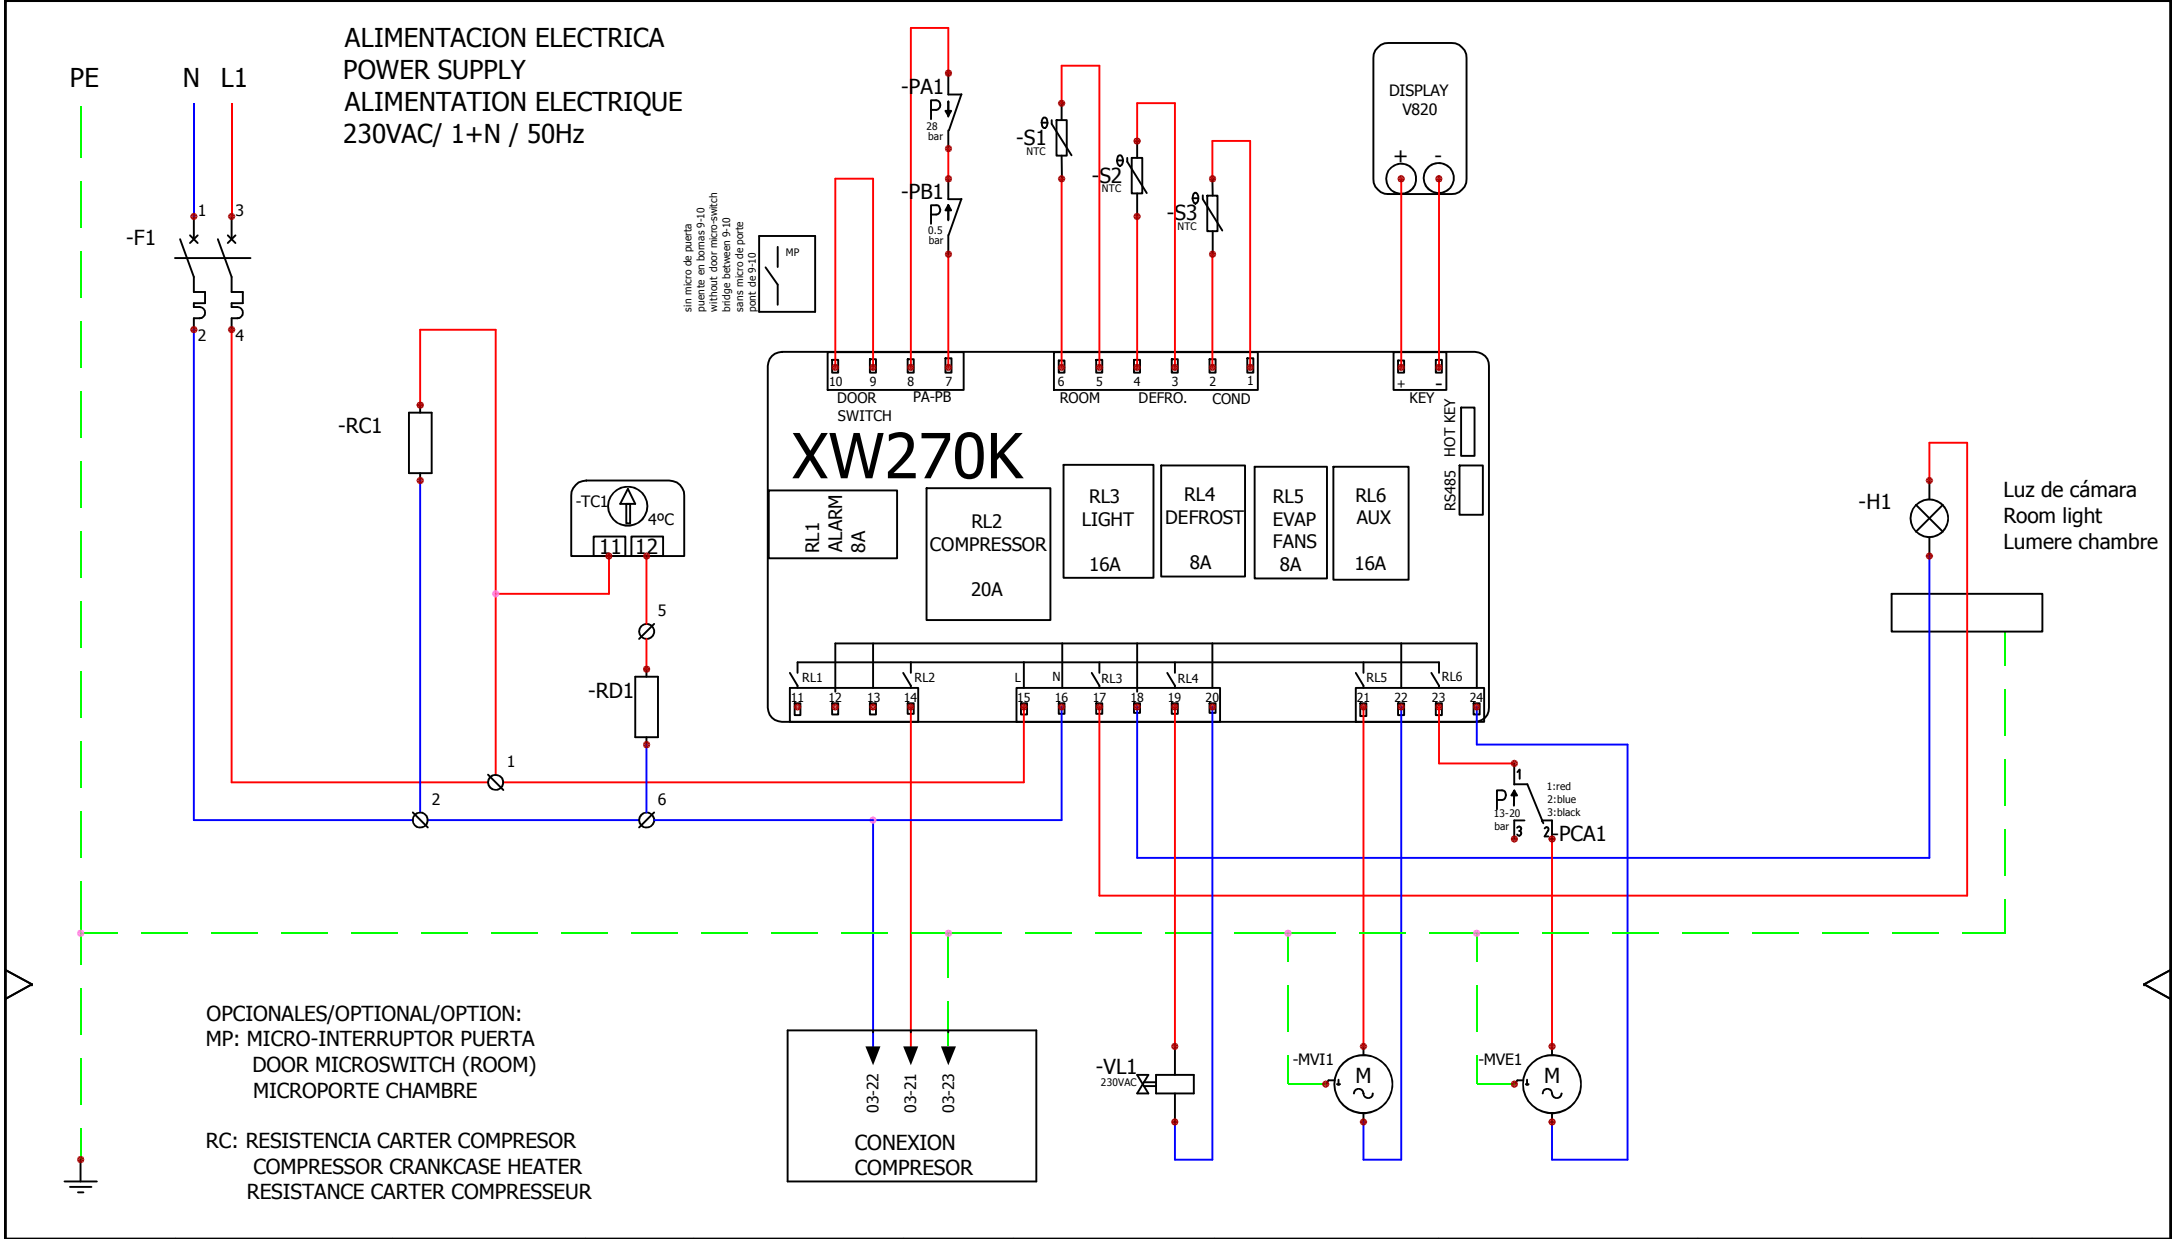 ALIMENTACION ELECTRICA
POWER SUPPLY
ALIMENTATION ELECTRIQUE
230VAC/ 1+N / 50Hz
PE
N
L1
-F1
1
3
2
4
-RC1
-TC1
4ºC
11
12
5
-RD1
1
2
6
sin micro de puerta
puente en bornas 9-10
without door micro-switch
bridge between 9-10
sans micro de porte
pont de 9-10
MP
-PA1
P
28
bar
-PB1
P
0.5
bar
-S1
NTC
θ
-S2
NTC
θ
-S3
NTC
θ
DISPLAY
V820
+
-
10
9
8
7
DOOR
SWITCH
PA-PB
6
5
4
3
2
1
ROOM
DEFRO.
COND
+
-
KEY
HOT KEY
RS485
XW270K
RL1
ALARM
8A
RL2
COMPRESSOR
20A
RL3
LIGHT
16A
RL4
DEFROST
8A
RL5
EVAP
FANS
8A
RL6
AUX
16A
RL1
RL2
L
N
RL3
RL4
RL5
RL6
11
12
13
14
15
16
17
18
19
20
21
22
23
24
-H1
Luz de cámara
Room light
Lumere chambre
1
P
13-20
bar
3
2
1:red
2:blue
3:black
-PCA1
03-22
03-21
03-23
CONEXION
COMPRESOR
-VL1
230VAC
-MVI1
M
-MVE1
M
OPCIONALES/OPTIONAL/OPTION:
MP: MICRO-INTERRUPTOR PUERTA
DOOR MICROSWITCH (ROOM)
MICROPORTE CHAMBRE
RC: RESISTENCIA CARTER COMPRESOR
COMPRESSOR CRANKCASE HEATER
RESISTANCE CARTER COMPRESSEUR